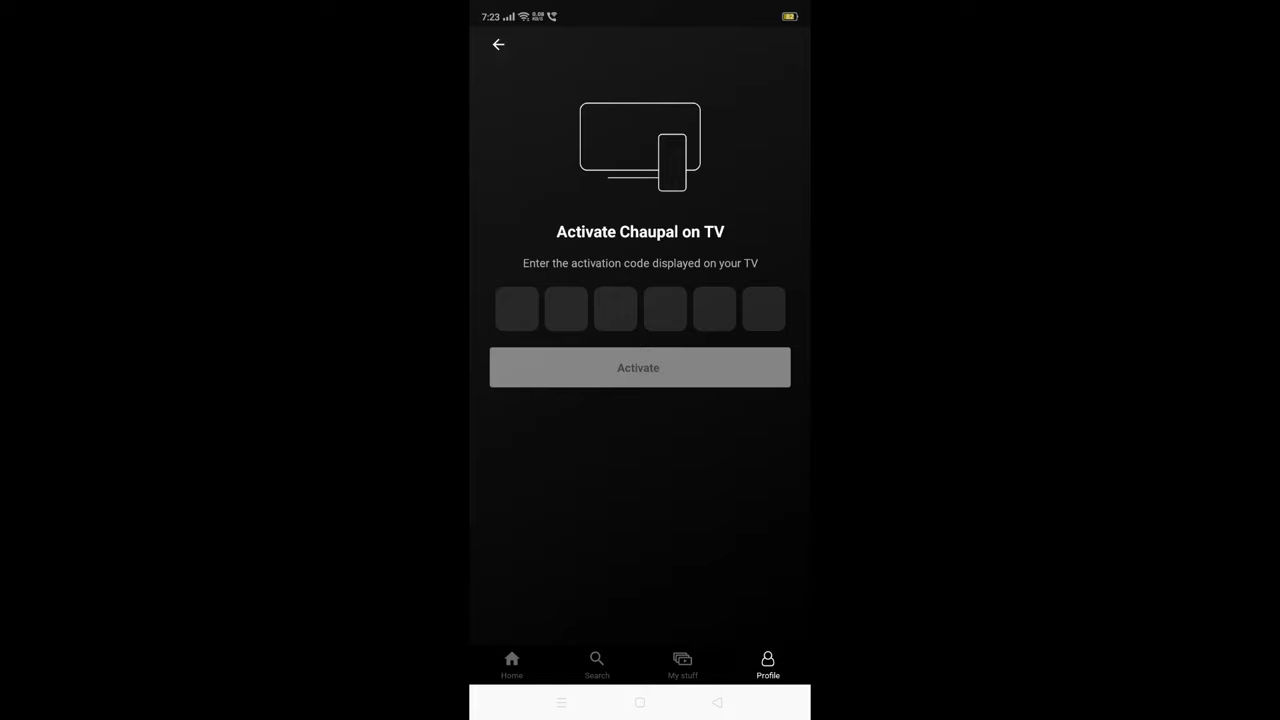 7:23
Activate Chaupal on TV
Enter the activation code displayed on your TV
Activate
Home
Search
My stuff
Profile